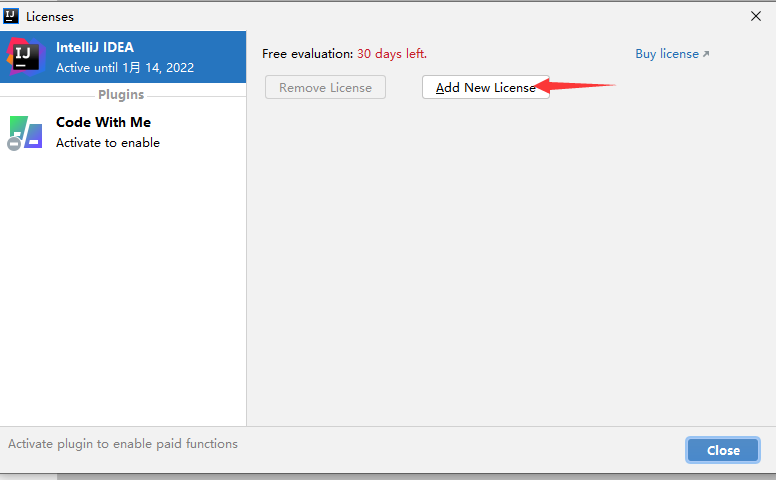 Licenses
IntelliJ IDEA
Active until 1月 14, 2022
Plugins
Code With Me
Activate to enable
Free evaluation: 30 days left.
Buy license
Remove License
Add New License
Activate plugin to enable paid functions
Close